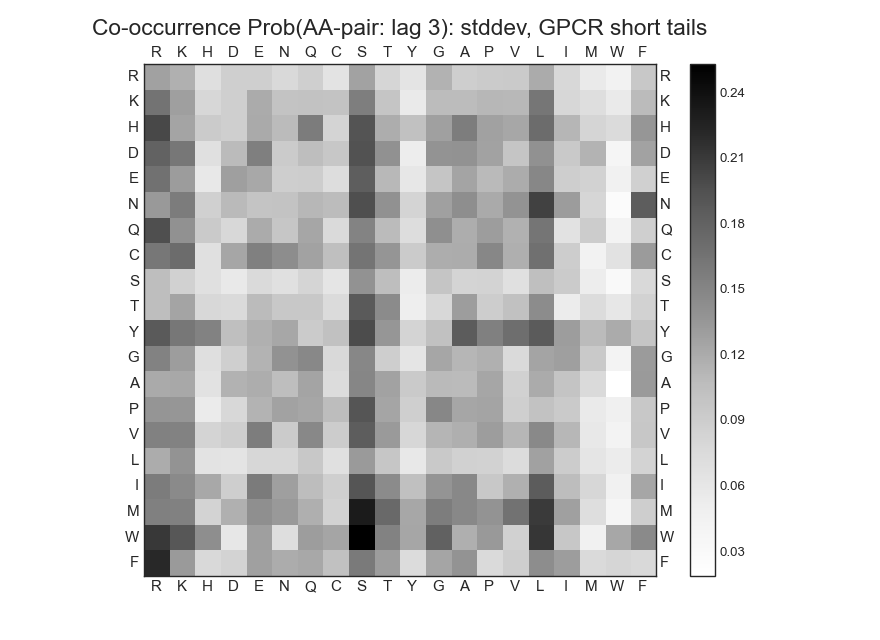 Co-occurrence Prob(AA-pair: lag 3): stddev, GPCR short tails
R K H D E N Q C S T Y G A P V L I M W F
R R
K K
H H
D D
E E
N N
Q Q
C C
S S
T T
Y Y
G G
A A
P P
V V
L L
I I
M M
W W
F F
R K H D E N Q C S T Y G A P V L I M W F
0.24
0.21
0.18
0.15
0.12
0.09
0.06
0.03